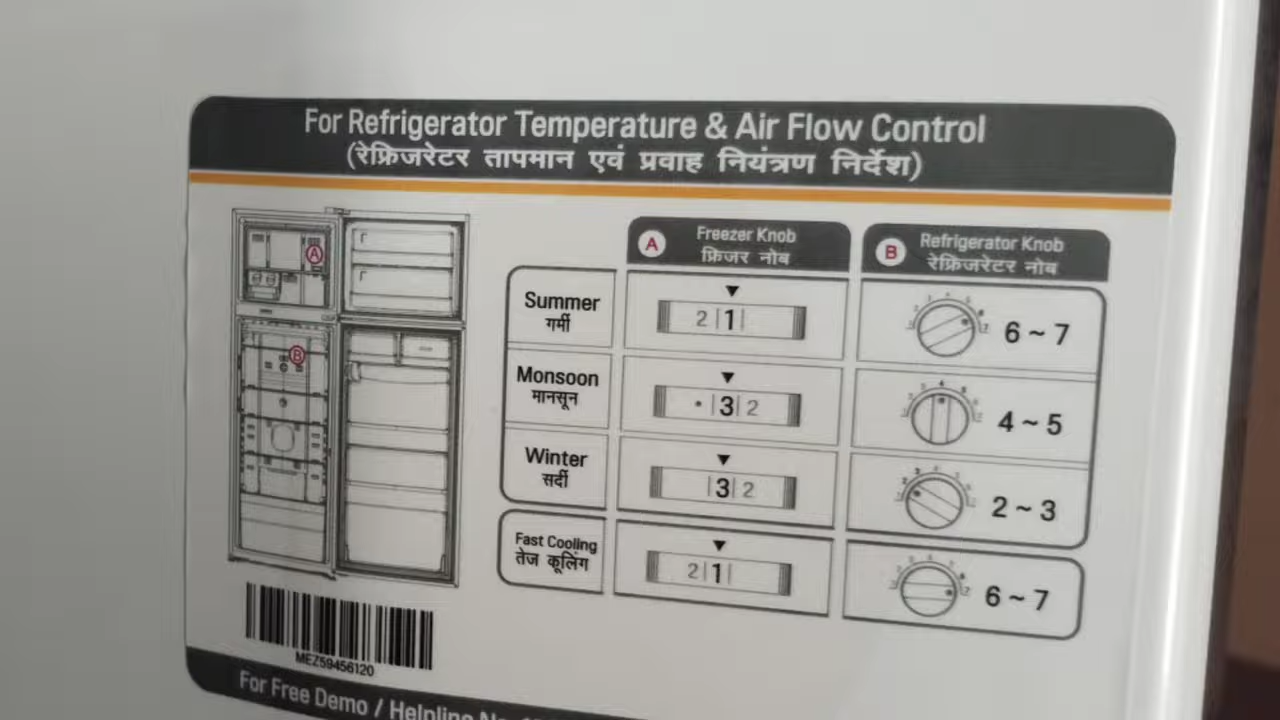 For Refrigerator Temperature & Air Flow Control
(रेफ्रिजरेटर तापमान एवं प्रवाह नियंत्रण निर्देश)
A Freezer Knob
फ्रिजर नोब
B Refrigerator Knob
रेफ्रिजरेटर नोब
A
B
Summer
गर्मी
2 | 1 |
6 ~ 7
Monsoon
मानसून
• | 3 | 2
4 ~ 5
Winter
सर्दी
| 3 | 2
2 ~ 3
Fast Cooling
तेज कूलिंग
2 | 1 |
6 ~ 7
MEZ59456120
For Free Demo / Helpline No.